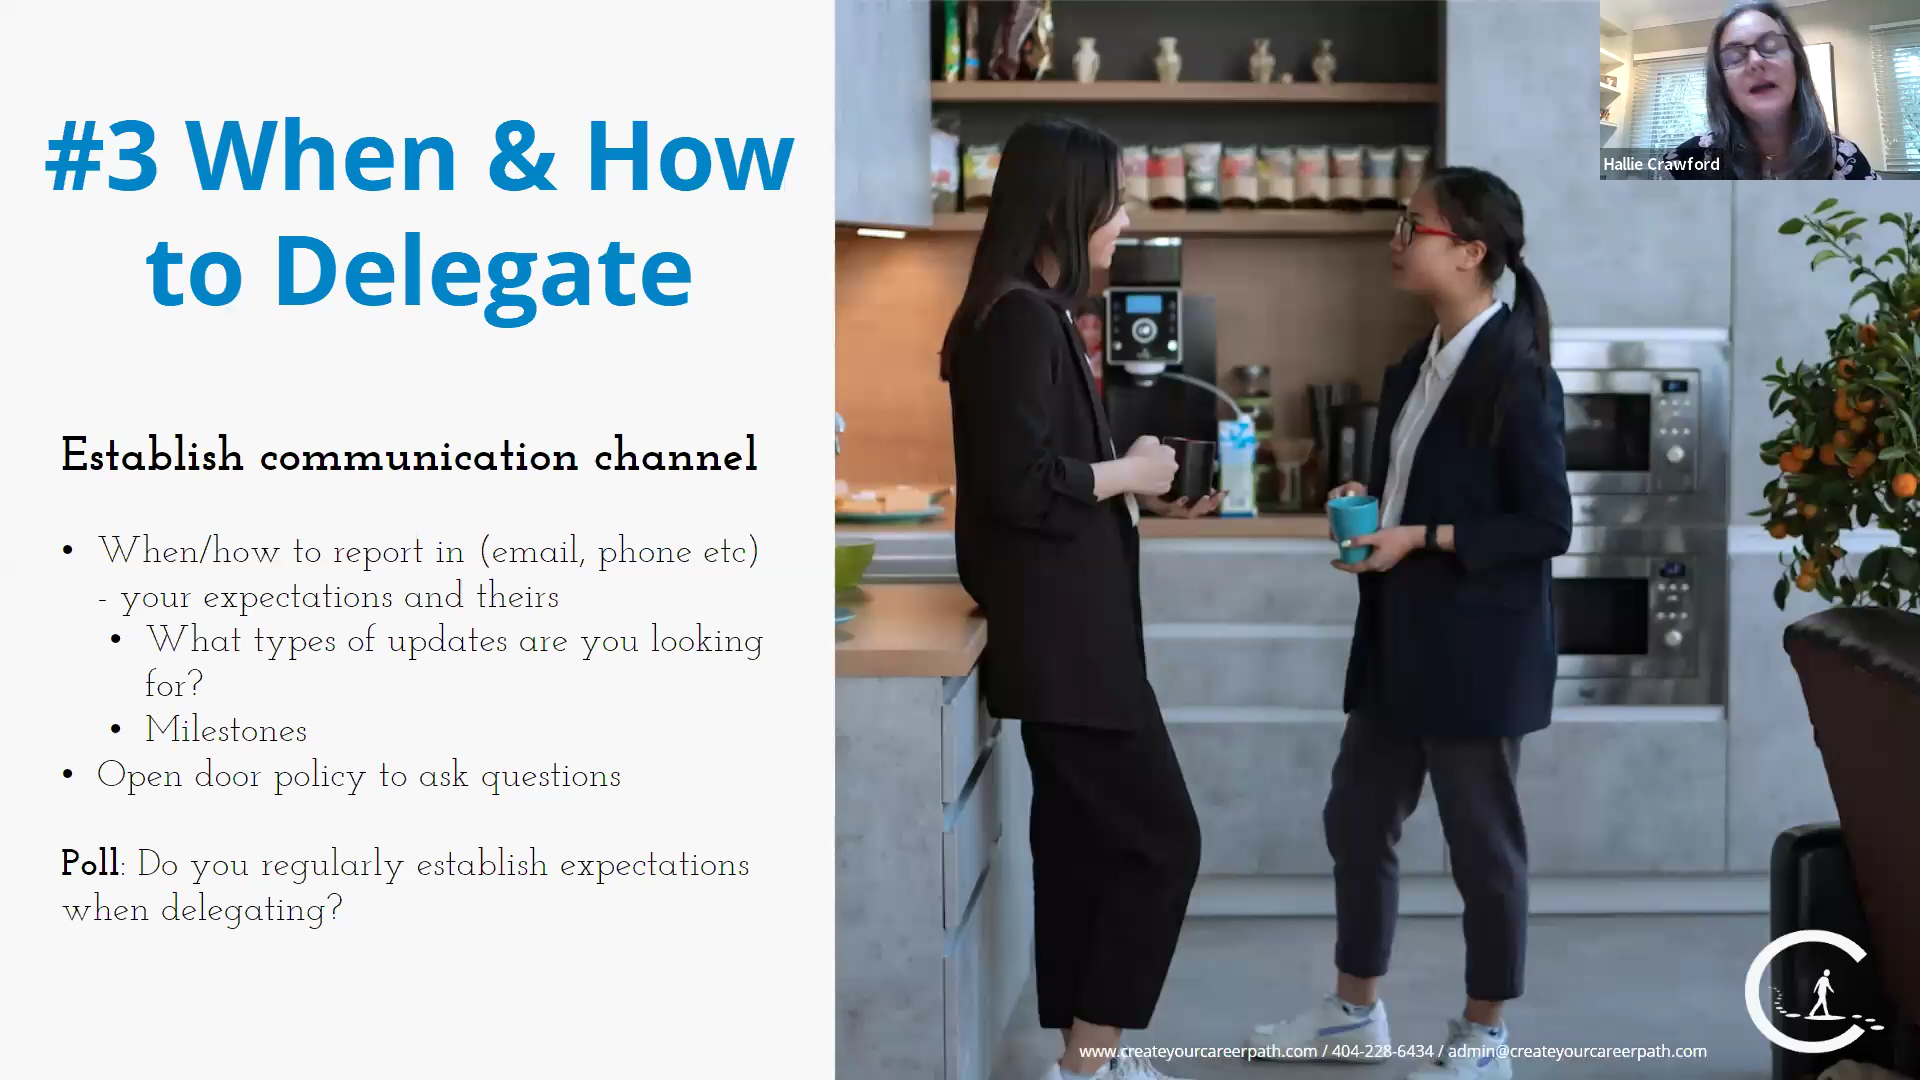 #3 When & How
to Delegate
Establish communication channel
• When/how to report in (email, phone etc)
- your expectations and theirs
• What types of updates are you looking
for?
• Milestones
• Open door policy to ask questions
Poll: Do you regularly establish expectations
when delegating?
Hallie Crawford
www.createyourcareerpath.com / 404-228-6434 / admin@createyourcareerpath.com